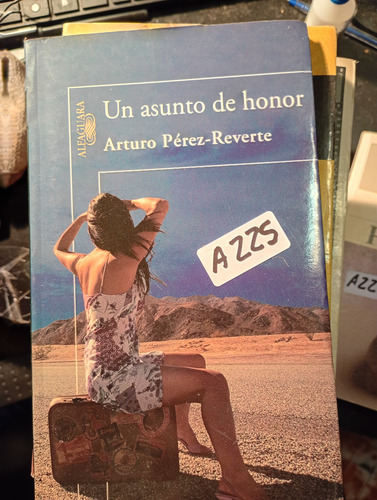 ALFAGUARA
Un asunto de honor
Arturo Pérez-Reverte
A225
A22